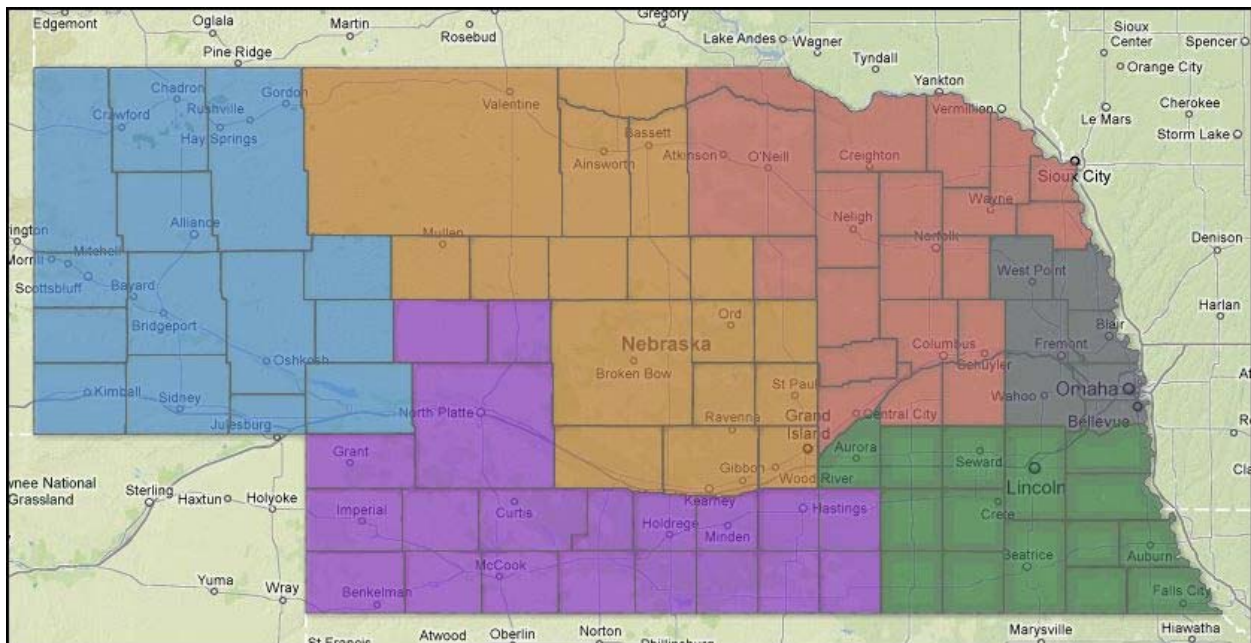 Edgemont
Oglala
Martin
Rosebud
Gregory
Lake Andes
Wagner
Sioux
Center
Spencer
Pine Ridge
Tyndall
Orange City
Yankton
Chadron
Gordon
Valentine
Vermillion
Le Mars
Cherokee
Crawford
Rushville
Hay Springs
Storm Lake
Bassett
Ainsworth
Atkinson
O'Neill
Creighton
Sioux City
Wayne
Alliance
Neligh
Norfolk
Mullen
Denison
Mitchell
Scottsbluff
Bayard
West Point
Harlan
Bridgeport
Ord
Blair
Nebraska
Columbus
Fremont
Oshkosh
Broken Bow
Schuyler
Kimball
Sidney
St Paul
Wahoo
Omaha
North Platte
Ravenna
Grand
Island
Central City
Bellevue
Julesburg
Grant
Aurora
Seward
Gibbon
Wood River
Lincoln
Grassland
Sterling
Haxtun
Holyoke
Kearney
Imperial
Curtis
Holdrege
Minden
Hastings
Crete
McCook
Beatrice
Auburn
Yuma
Wray
Benkelman
Falls City
Atwood
Oberlin
Norton
Marysville
Hiawatha